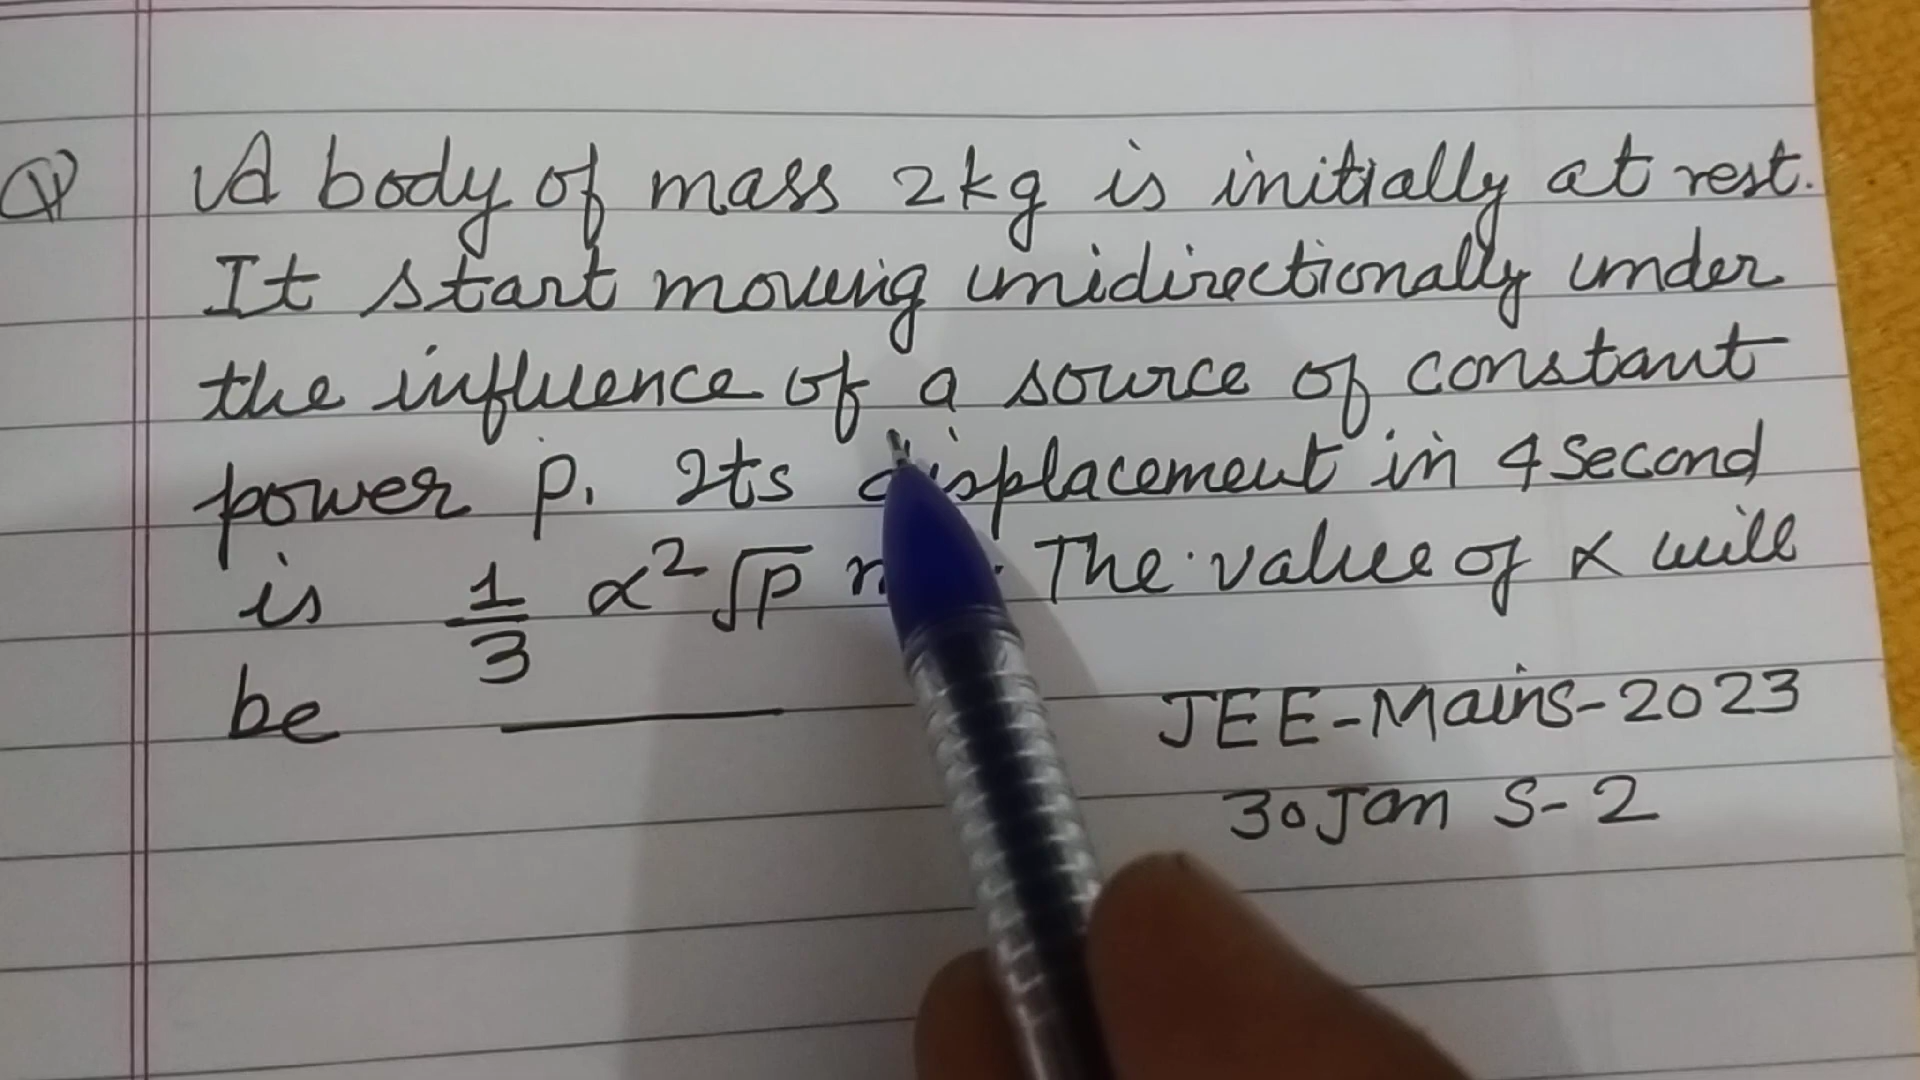 Q A body of mass 2kg is initially at rest.
It start moving unidirectionally under
the influence of a source of constant
power P. Its displacement in 4 second
is 1/3 α² √P The value of α will
be ______
JEE-Mains-2023
30 Jan S-2